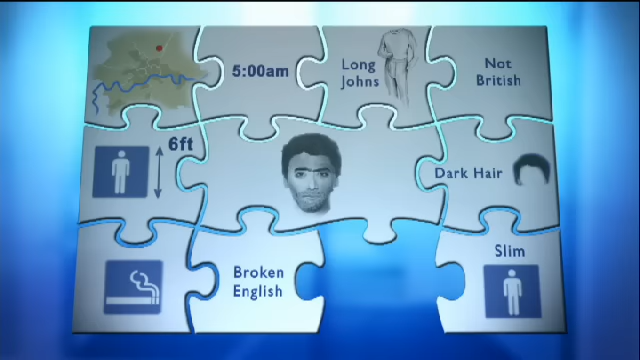 5:00am
Long
Johns
Not
British
6ft
Dark Hair
Broken
English
Slim